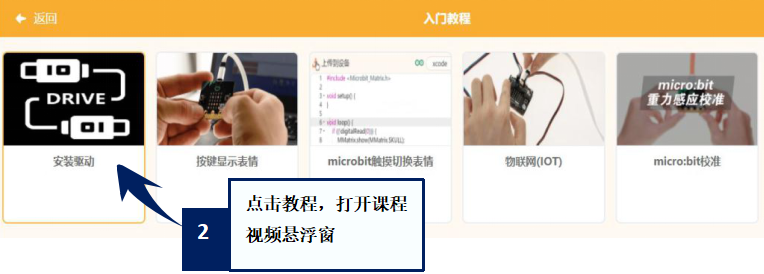 返回
入门教程
DRIVE
上传到设备
xcode
1 #include <Microbit_Matrix.h>
2
3 void setup() {
4 }
5
6 void loop() {
7 if ((!digitalRead(0))) {
8 MMatrix.show(MMatrix.SKULL);
micro:bit
重力感应校准
安装驱动
按键显示表情
microbit触摸切换表情
物联网(IOT)
micro:bit校准
2
点击教程，打开课程
视频悬浮窗